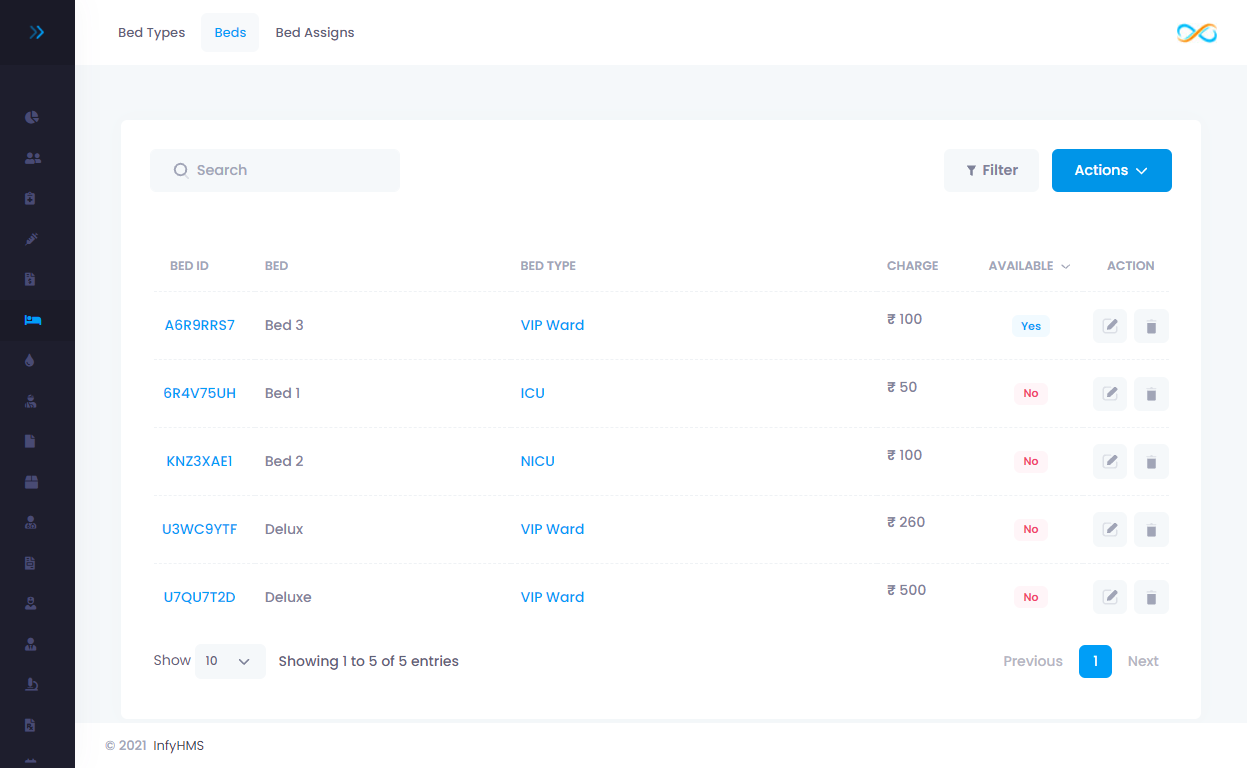 Bed Types Beds Bed Assigns
Search Filter Actions
BED ID BED BED TYPE CHARGE AVAILABLE ACTION
A6R9RRS7 Bed 3 VIP Ward ₹ 100 Yes
6R4V75UH Bed 1 ICU ₹ 50 No
KNZ3XAE1 Bed 2 NICU ₹ 100 No
U3WC9YTF Delux VIP Ward ₹ 260 No
U7QU7T2D Deluxe VIP Ward ₹ 500 No
Show 10 Showing 1 to 5 of 5 entries Previous 1 Next
© 2021 InfyHMS